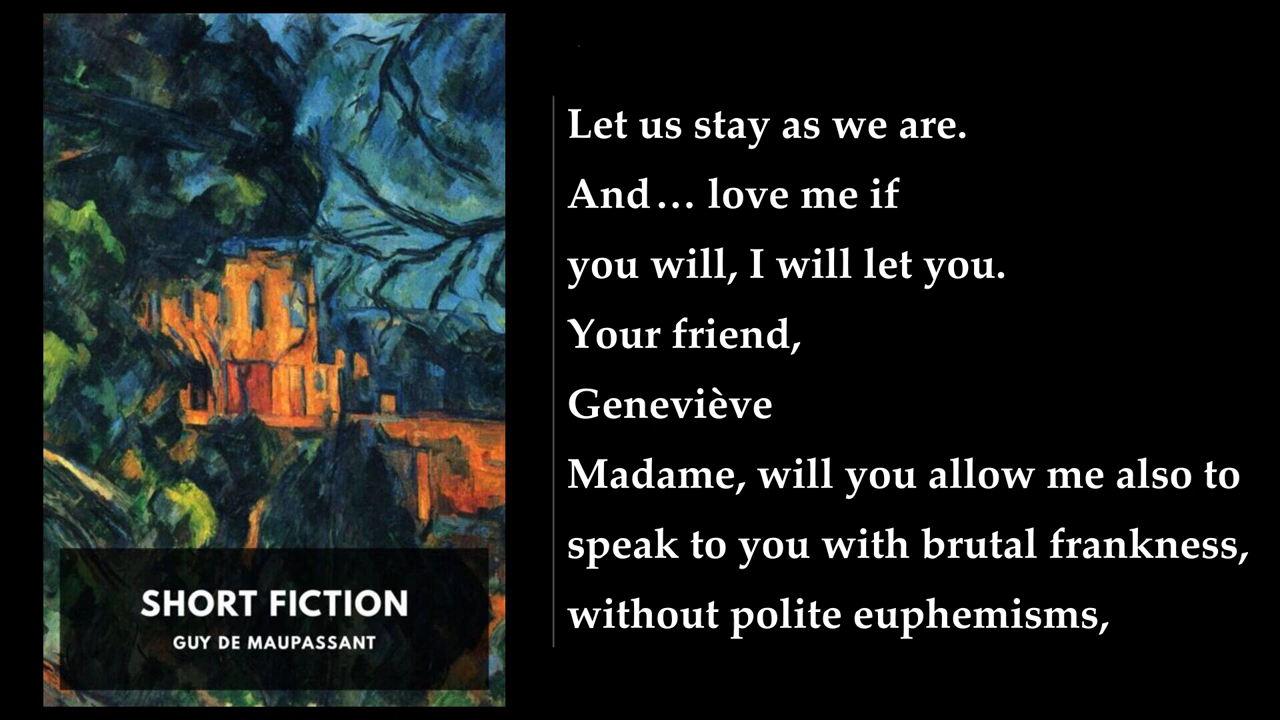 SHORT FICTION
GUY DE MAUPASSANT
Let us stay as we are.
And… love me if
you will, I will let you.
Your friend,
Geneviève
Madame, will you allow me also to
speak to you with brutal frankness,
without polite euphemisms,